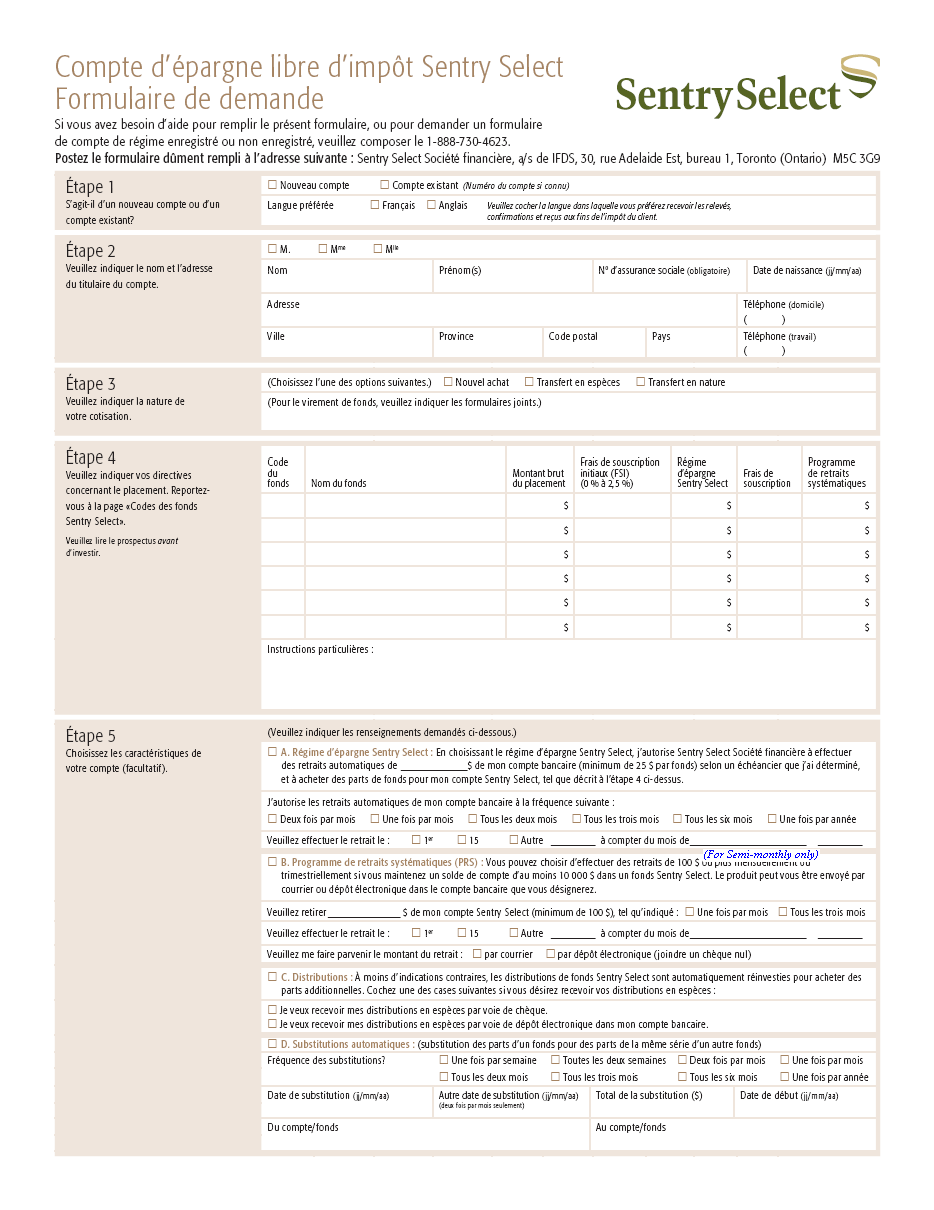 Compte d’épargne libre d’impôt Sentry Select
Formulaire de demande
SentrySelect
Si vous avez besoin d’aide pour remplir le présent formulaire, ou pour demander un formulaire
de compte de régime enregistré ou non enregistré, veuillez composer le 1-888-730-4623.
Postez le formulaire dûment rempli à l’adresse suivante : Sentry Select Société financière, a/s de IFDS, 30, rue Adelaide Est, bureau 1, Toronto (Ontario) M5C 3G9
Étape 1
S’agit-il d’un nouveau compte ou d’un
compte existant?
☐ Nouveau compte ☐ Compte existant (Numéro du compte si connu)
Langue préférée ☐ Français ☐ Anglais Veuillez cocher la langue dans laquelle vous préférez recevoir les relevés,
confirmations et reçus aux fins de l’impôt du client.
Étape 2
Veuillez indiquer le nom et l’adresse
du titulaire du compte.
☐ M. ☐ Mme ☐ Mlle
Nom Prénom(s) N° d’assurance sociale (obligatoire) Date de naissance (jj/mm/aa)
Adresse Téléphone (domicile)
( )
Ville Province Code postal Pays Téléphone (travail)
( )
Étape 3
Veuillez indiquer la nature de
votre cotisation.
(Choisissez l’une des options suivantes.) ☐ Nouvel achat ☐ Transfert en espèces ☐ Transfert en nature
(Pour le virement de fonds, veuillez indiquer les formulaires joints.)
Étape 4
Veuillez indiquer vos directives
concernant le placement. Reportez-
vous à la page «Codes des fonds
Sentry Select».
Veuillez lire le prospectus avant
d’investir.
Code
du
fonds
Nom du fonds
Montant brut
du placement
Frais de souscription
initiaux (FSI)
(0 % à 2,5 %)
Régime
d’épargne
Sentry Select
Frais de
souscription
Programme
de retraits
systématiques
$ $ $
$ $ $
$ $ $
$ $ $
$ $ $
$ $ $
Instructions particulières :
Étape 5
Choisissez les caractéristiques de
votre compte (facultatif).
(Veuillez indiquer les renseignements demandés ci-dessous.)
☐ A. Régime d’épargne Sentry Select : En choisissant le régime d’épargne Sentry Select, j’autorise Sentry Select Société financière à effectuer
des retraits automatiques de ____________$ de mon compte bancaire (minimum de 25 $ par fonds) selon un échéancier que j’ai déterminé,
et à acheter des parts de fonds pour mon compte Sentry Select, tel que décrit à l’étape 4 ci-dessus.
J’autorise les retraits automatiques de mon compte bancaire à la fréquence suivante :
☐ Deux fois par mois ☐ Une fois par mois ☐ Tous les deux mois ☐ Tous les trois mois ☐ Tous les six mois ☐ Une fois par année
Veuillez effectuer le retrait le : ☐ 1er ☐ 15 ☐ Autre ________ à compter du mois de____________________ ________
(For Semi-monthly only)
☐ B. Programme de retraits systématiques (PRS) : Vous pouvez choisir d’effectuer des retraits de 100 $ ou plus mensuellement ou
trimestriellement si vous maintenez un solde de compte d’au moins 10 000 $ dans un fonds Sentry Select. Le produit peut vous être envoyé par
courrier ou dépôt électronique dans le compte bancaire que vous désignerez.
Veuillez retirer_____________ $ de mon compte Sentry Select (minimum de 100 $), tel qu’indiqué : ☐ Une fois par mois ☐ Tous les trois mois
Veuillez effectuer le retrait le : ☐ 1er ☐ 15 ☐ Autre ________ à compter du mois de____________________ ________
Veuillez me faire parvenir le montant du retrait : ☐ par courrier ☐ par dépôt électronique (joindre un chèque nul)
☐ C. Distributions : À moins d’indications contraires, les distributions de fonds Sentry Select sont automatiquement réinvesties pour acheter des
parts additionnelles. Cochez une des cases suivantes si vous désirez recevoir vos distributions en espèces :
☐ Je veux recevoir mes distributions en espèces par voie de chèque.
☐ Je veux recevoir mes distributions en espèces par voie de dépôt électronique dans mon compte bancaire.
☐ D. Substitutions automatiques : (substitution des parts d’un fonds pour des parts de la même série d’un autre fonds)
Fréquence des substitutions? ☐ Une fois par semaine ☐ Toutes les deux semaines ☐ Deux fois par mois ☐ Une fois par mois
☐ Tous les deux mois ☐ Tous les trois mois ☐ Tous les six mois ☐ Une fois par année
Date de substitution (jj/mm/aa) Autre date de substitution (jj/mm/aa) Total de la substitution ($) Date de début (jj/mm/aa)
(deux fois par mois seulement)
Du compte/fonds Au compte/fonds